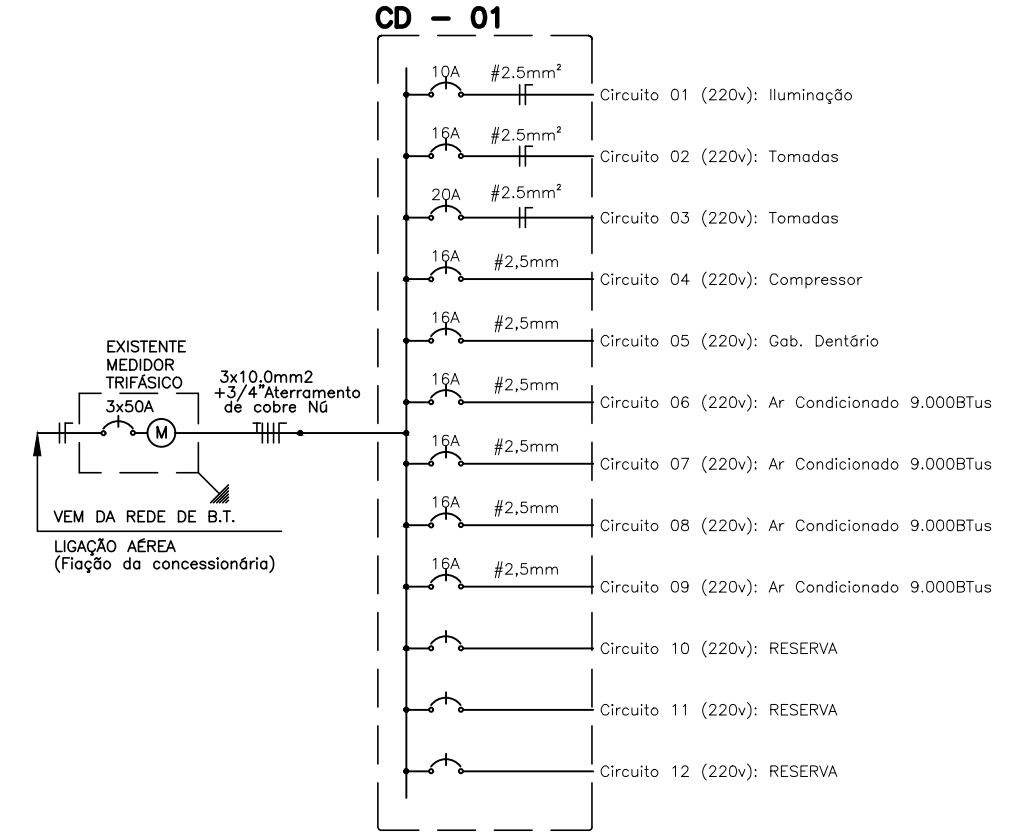 CD - 01
10A
#2.5mm²
Circuito 01 (220v): Iluminação
16A
#2.5mm²
Circuito 02 (220v): Tomadas
20A
#2.5mm²
Circuito 03 (220v): Tomadas
16A
#2,5mm
Circuito 04 (220v): Compressor
16A
#2,5mm
Circuito 05 (220v): Gab. Dentário
16A
#2,5mm
Circuito 06 (220v): Ar Condicionado 9.000BTus
16A
#2,5mm
Circuito 07 (220v): Ar Condicionado 9.000BTus
16A
#2,5mm
Circuito 08 (220v): Ar Condicionado 9.000BTus
16A
#2,5mm
Circuito 09 (220v): Ar Condicionado 9.000BTus
Circuito 10 (220v): RESERVA
Circuito 11 (220v): RESERVA
Circuito 12 (220v): RESERVA
EXISTENTE
MEDIDOR
TRIFÁSICO
3x50A
M
3x10.0mm2
+3/4"Aterramento
de cobre Nú
T
VEM DA REDE DE B.T.
LIGAÇÃO AÉREA
(Fiação da concessionária)